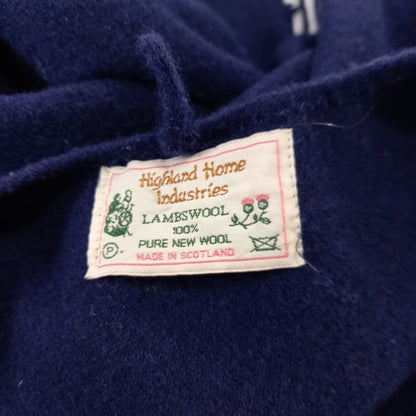 Highland Home
Industries
LAMBSWOOL
100%
PURE NEW WOOL
MADE IN SCOTLAND
P